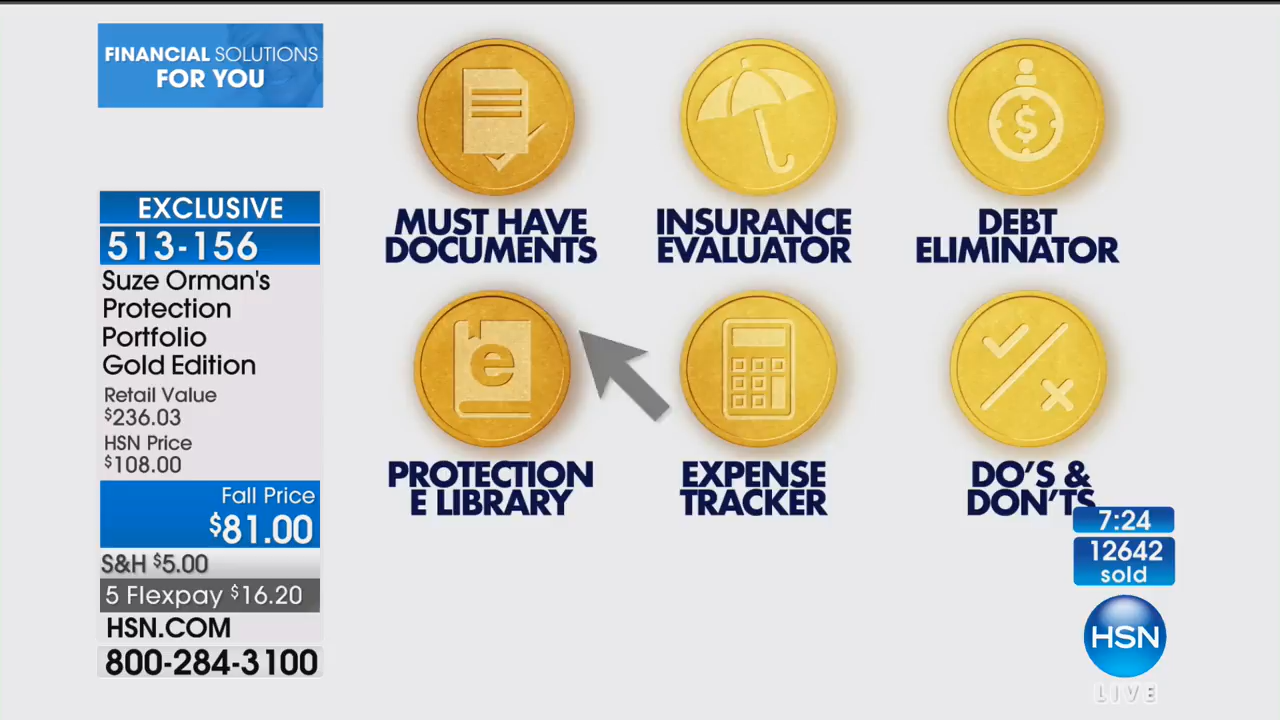 FINANCIAL SOLUTIONS
FOR YOU
EXCLUSIVE
513-156
Suze Orman's
Protection
Portfolio
Gold Edition
Retail Value
$236.03
HSN Price
$108.00
Fall Price
$81.00
S&H $5.00
5 Flexpay $16.20
HSN.COM
800-284-3100
MUST HAVE
DOCUMENTS
INSURANCE
EVALUATOR
$
DEBT
ELIMINATOR
e
PROTECTION
E LIBRARY
EXPENSE
TRACKER
DO'S &
DON'TS
7:24
12642
sold
HSN
LIVE